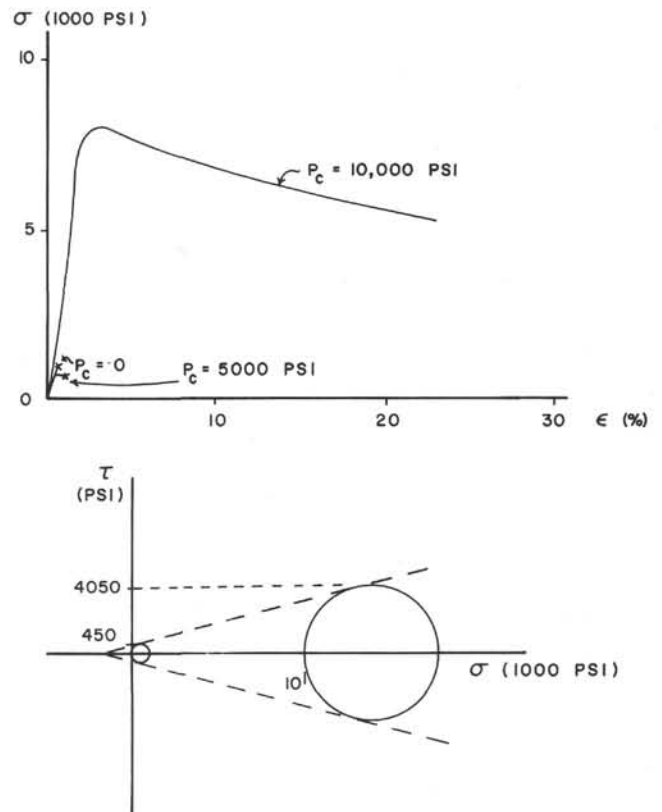 σ (1000 PSI)
10
P_c = 10,000 PSI
5
P_c = 0
P_c = 5000 PSI
0
10
20
30
ϵ (%)
τ
(PSI)
4050
450
10
σ (1000 PSI)